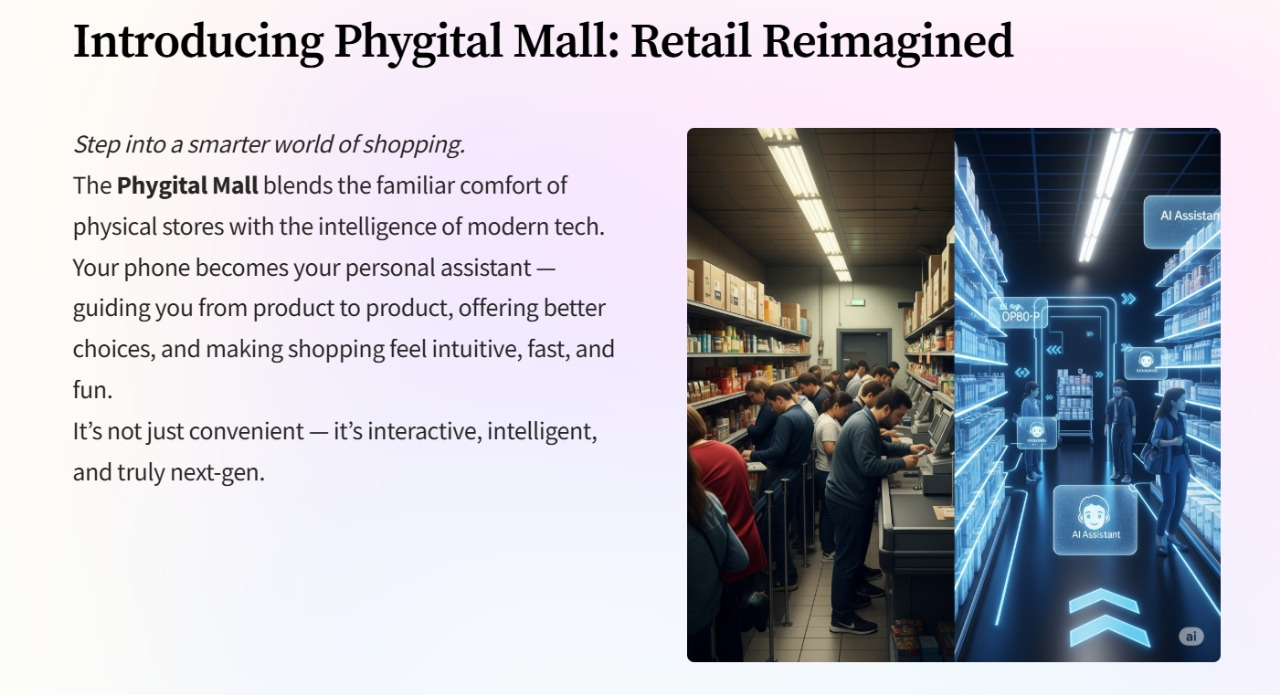 Introducing Phygital Mall: Retail Reimagined
Step into a smarter world of shopping.
The Phygital Mall blends the familiar comfort of
physical stores with the intelligence of modern tech.
Your phone becomes your personal assistant —
guiding you from product to product, offering better
choices, and making shopping feel intuitive, fast, and
fun.
It’s not just convenient — it’s interactive, intelligent,
and truly next-gen.
AI Assistan
OP80-P
AI Assistant
ai